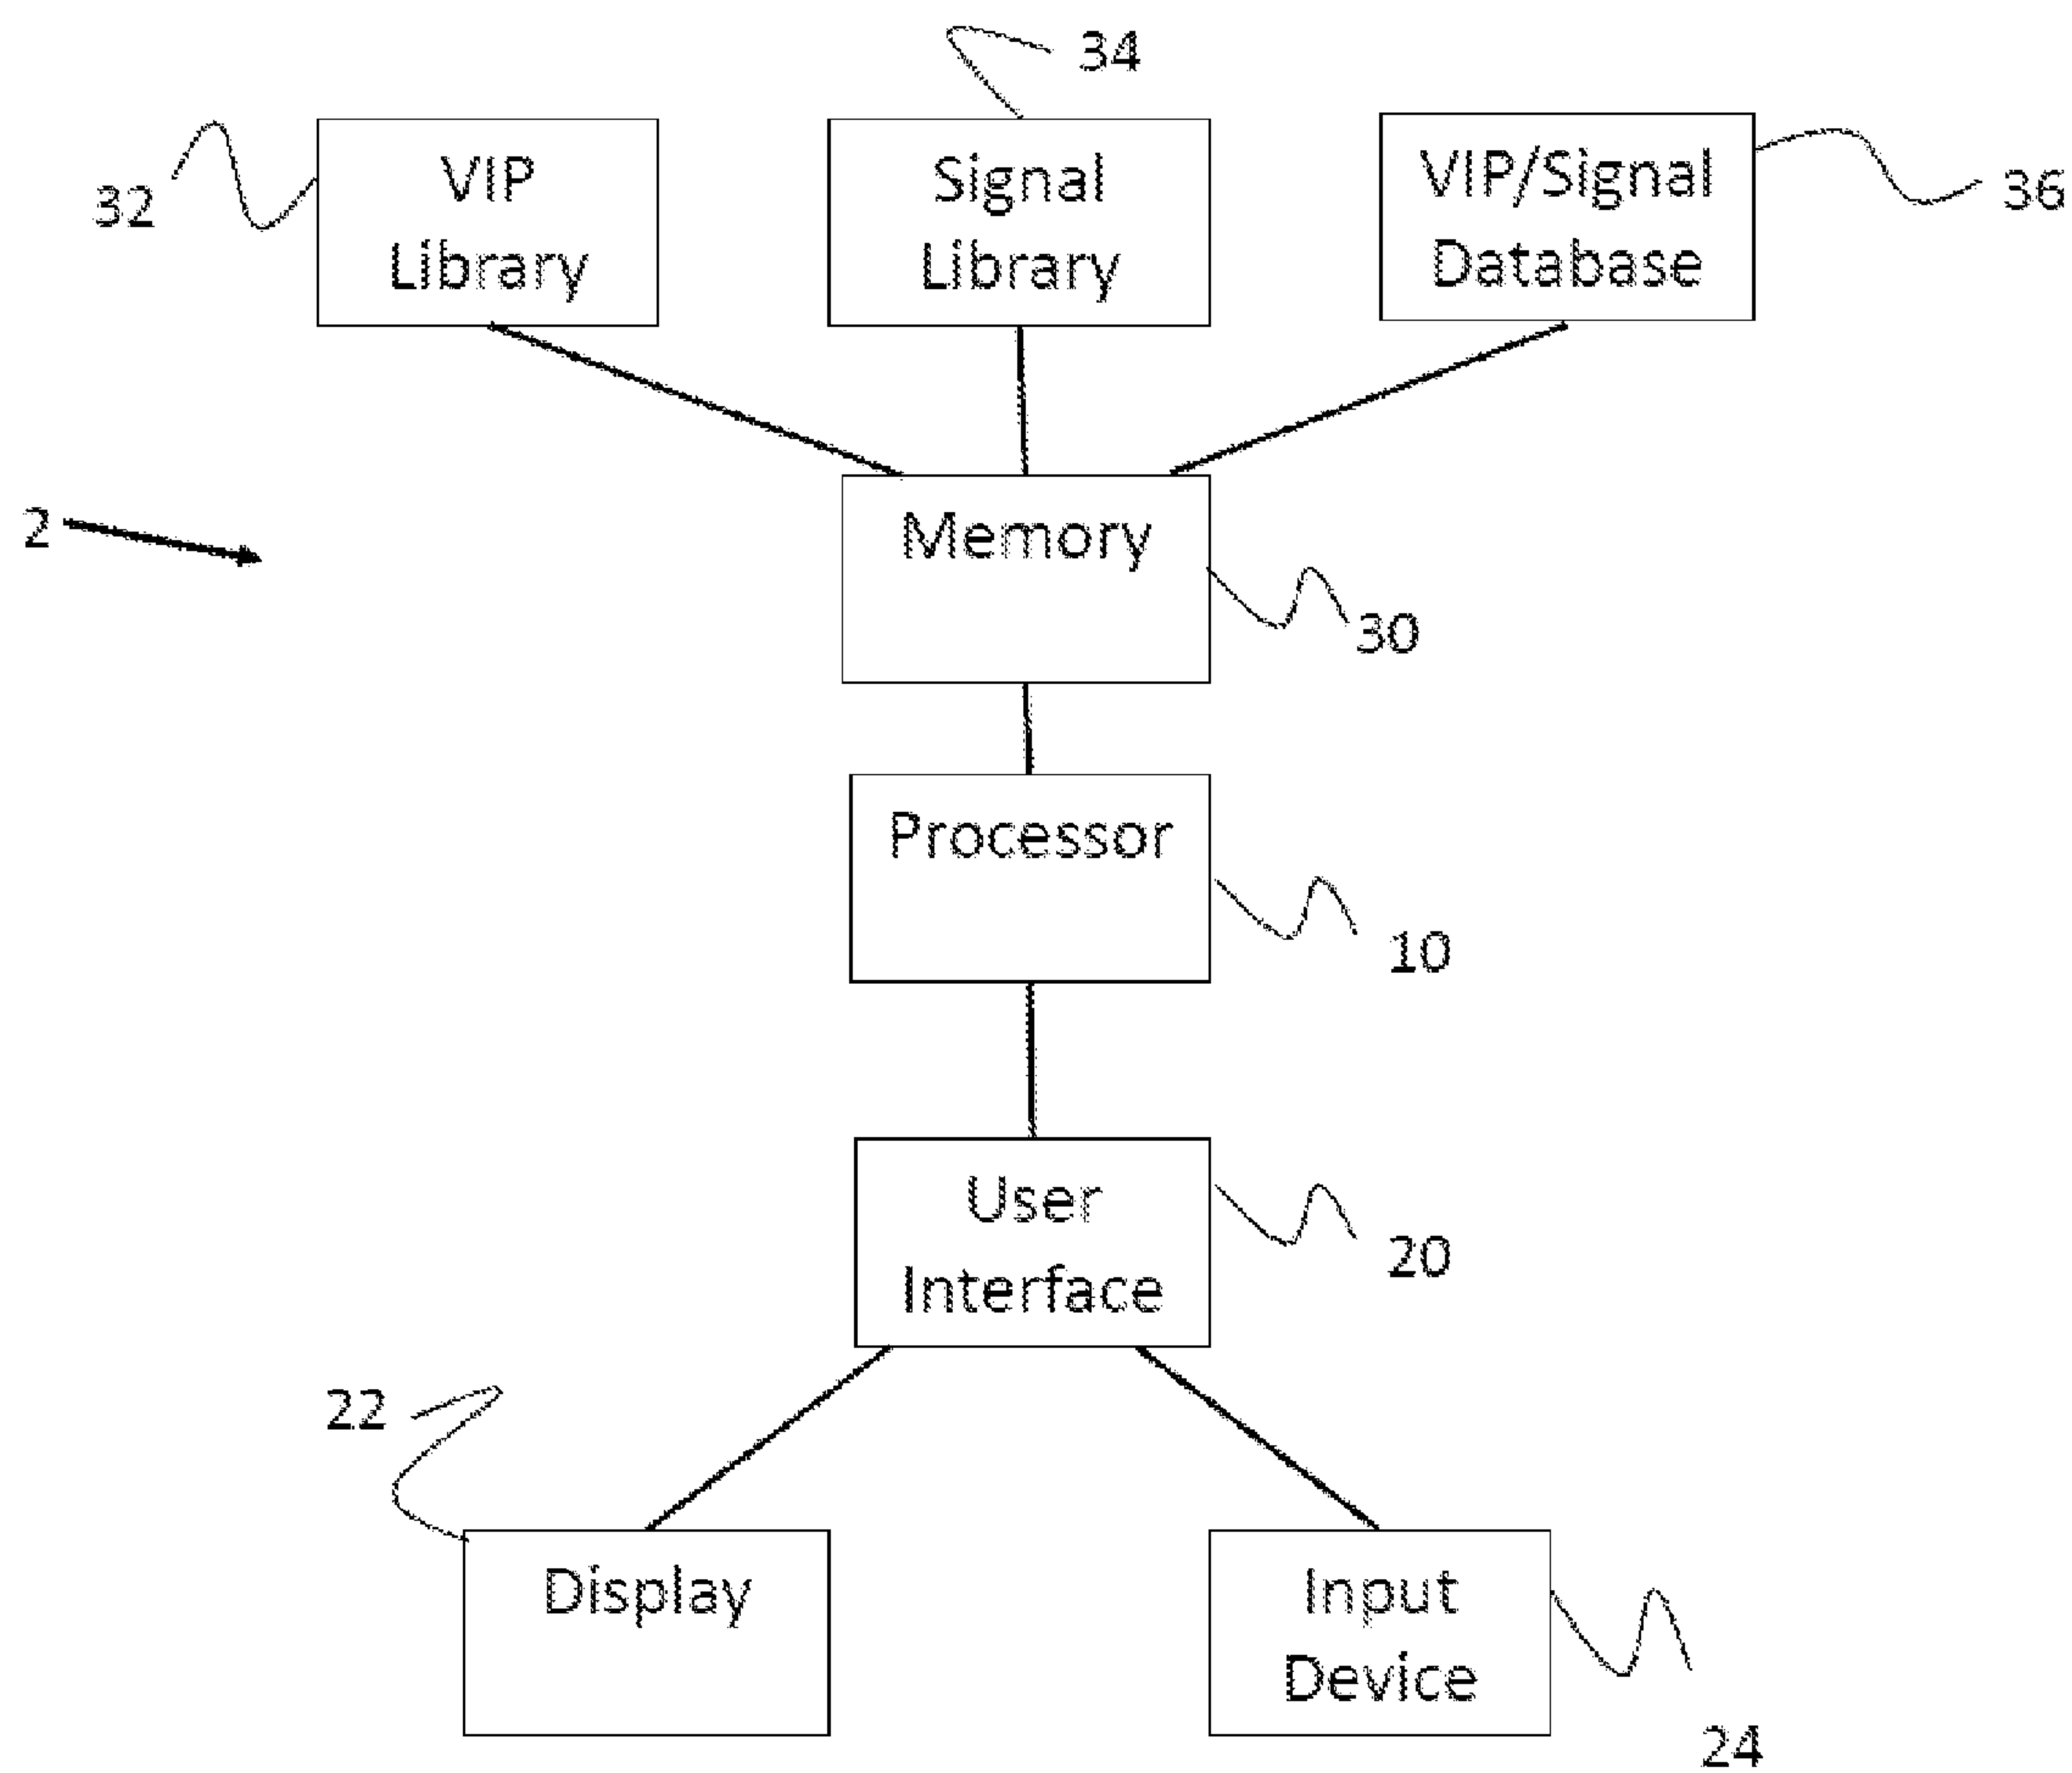 34
VIP
Library
32
Signal
Library
VIP/Signal
Database
36
2
Memory
30
Processor
10
User
Interface
20
22
Display
Input
Device
24